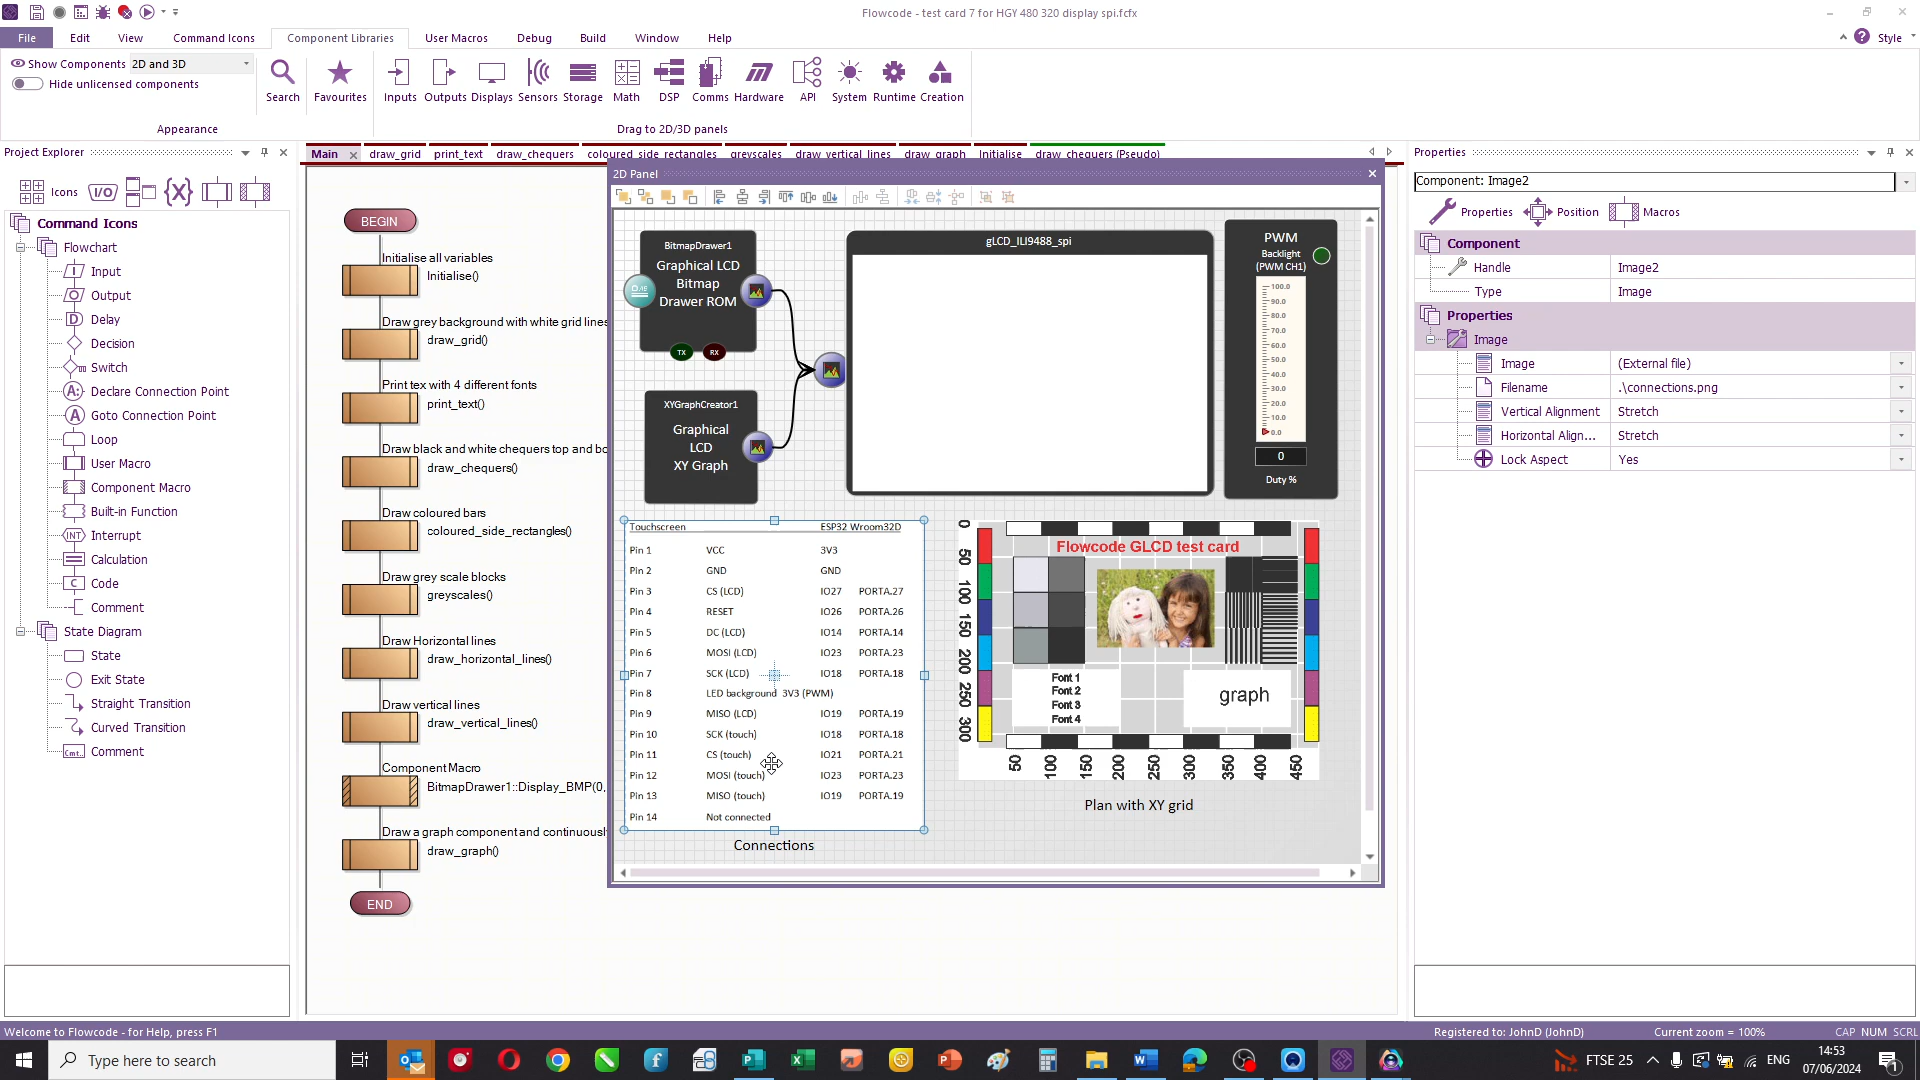 Flowcode - test card 7 for HGY 480 320 display spi.fcfx
File Edit View Command Icons Component Libraries User Macros Debug Build Window Help
Style
Show Components 2D and 3D
Hide unlicensed components
Search Favourites Inputs Outputs Displays Sensors Storage Math DSP Comms Hardware API System Runtime Creation
Appearance
Drag to 2D/3D panels
Project Explorer
Icons I/O {X}
Command Icons
Flowchart
Input
Output
Delay
Decision
Switch
Declare Connection Point
Goto Connection Point
Loop
User Macro
Component Macro
Built-in Function
Interrupt
Calculation
Code
Comment
State Diagram
State
Exit State
Straight Transition
Curved Transition
Comment
Main draw_grid print_text draw_chequers coloured_side_rectangles greyscales draw_vertical_lines draw_graph Initialise draw_chequers (Pseudo)
BEGIN
Initialise all variables
Initialise()
Draw grey background with white grid lines
draw_grid()
Print tex with 4 different fonts
print_text()
Draw black and white chequers top and bo
draw_chequers()
Draw coloured bars
coloured_side_rectangles()
Draw grey scale blocks
greyscales()
Draw Horizontal lines
draw_horizontal_lines()
Draw vertical lines
draw_vertical_lines()
Component Macro
BitmapDrawer1::Display_BMP(0,
Draw a graph component and continuousl
draw_graph()
END
2D Panel
BitmapDrawer1
Graphical LCD
Bitmap
Drawer ROM
TX RX
XYGraphCreator1
Graphical
LCD
XY Graph
gLCD_ILI9488_spi
PWM
Backlight
(PWM CH1)
100.0
90.0
80.0
70.0
60.0
50.0
40.0
30.0
20.0
10.0
0.0
0
Duty %
Touchscreen ESP32 Wroom32D
Pin 1 VCC 3V3
Pin 2 GND GND
Pin 3 CS (LCD) IO27 PORTA.27
Pin 4 RESET IO26 PORTA.26
Pin 5 DC (LCD) IO14 PORTA.14
Pin 6 MOSI (LCD) IO23 PORTA.23
Pin 7 SCK (LCD) IO18 PORTA.18
Pin 8 LED background 3V3 (PWM)
Pin 9 MISO (LCD) IO19 PORTA.19
Pin 10 SCK (touch) IO18 PORTA.18
Pin 11 CS (touch) IO21 PORTA.21
Pin 12 MOSI (touch) IO23 PORTA.23
Pin 13 MISO (touch) IO19 PORTA.19
Pin 14 Not connected
Connections
Flowcode GLCD test card
0
50
100
150
200
250
300
Font 1
Font 2
Font 3
Font 4
graph
50 100 150 200 250 300 350 400 450
Plan with XY grid
Properties
Component: Image2
Properties Position Macros
Component
Handle Image2
Type Image
Properties
Image
Image (External file)
Filename .\connections.png
Vertical Alignment Stretch
Horizontal Align... Stretch
Lock Aspect Yes
Welcome to Flowcode - for Help, press F1
Registered to: JohnD (JohnD) Current zoom = 100% CAP NUM SCRL
Type here to search
FTSE 25
ENG
14:53
07/06/2024
1